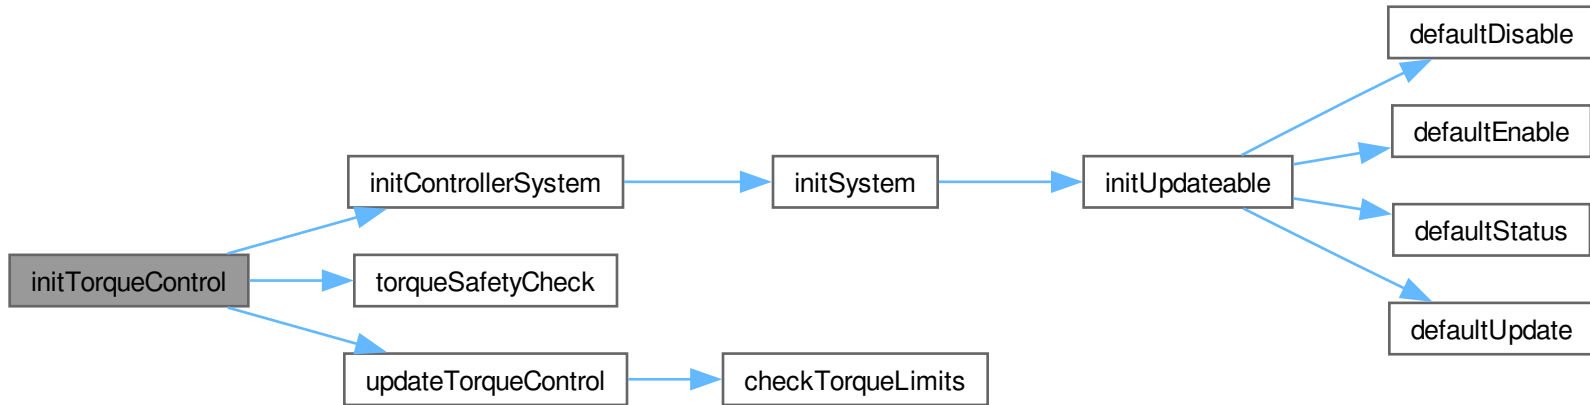 defaultDisable
defaultEnable
initControllerSystem
initSystem
initUpdateable
defaultStatus
initTorqueControl
torqueSafetyCheck
defaultUpdate
updateTorqueControl
checkTorqueLimits